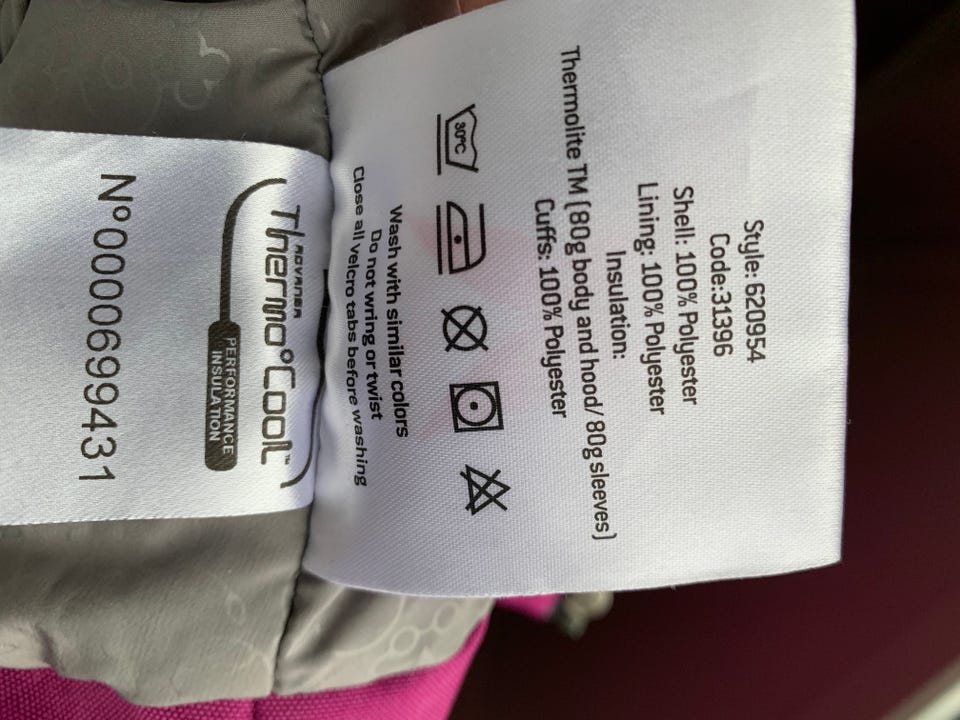 Style: 620954
Code:31396
Shell: 100% Polyester
Lining: 100% Polyester
Insulation:
Thermolite TM (80g body and hood/ 80g sleeves)
Cuffs: 100% Polyester
30°C
Wash with similar colors
Do not wring or twist
Close all velcro tabs before washing
ADVANSA
Thermo°Cool™
PERFORMANCE
INSULATION
N°0000699431